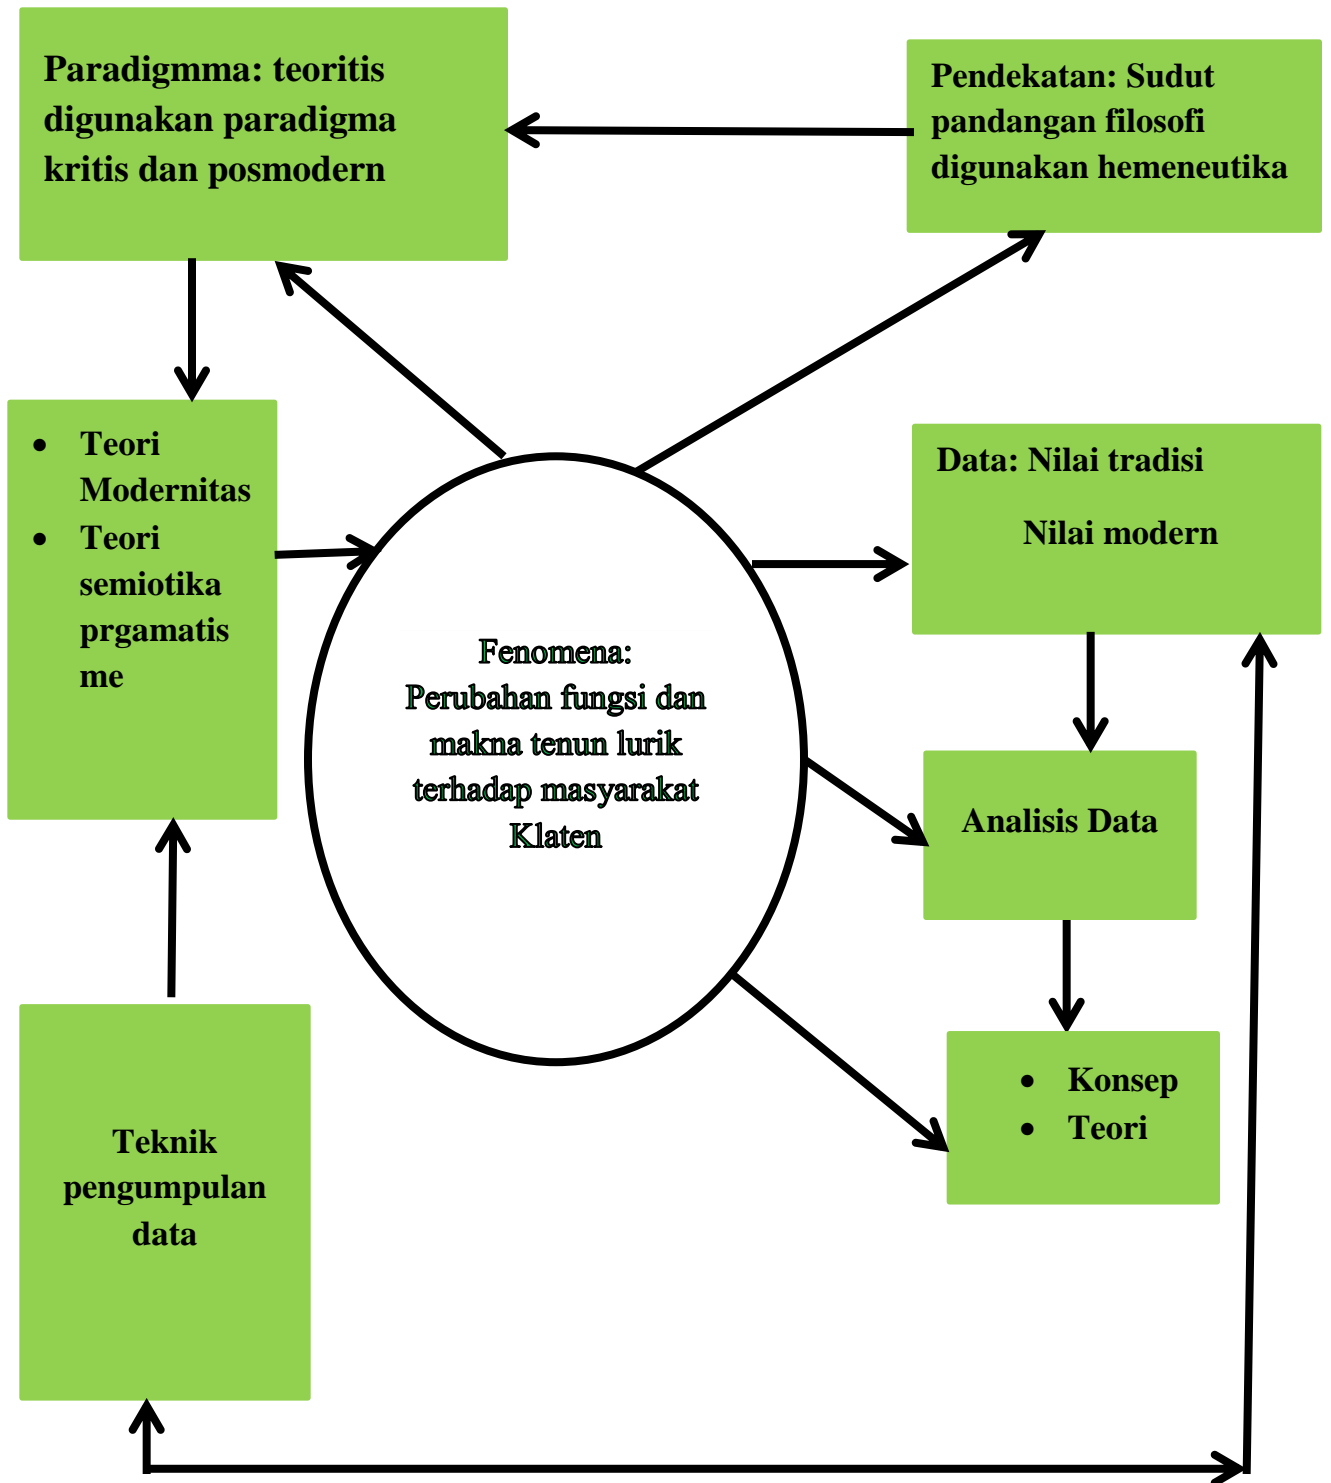 Paradigmma: teoritis
digunakan paradigma
kritis dan posmodern
Pendekatan: Sudut
pandangan filosofi
digunakan hemeneutika
• Teori
Modernitas
• Teori
semiotika
prgamatis
me
Fenomena:
Perubahan fungsi dan
makna tenun lurik
terhadap masyarakat
Klaten
Data: Nilai tradisi
Nilai modern
Analisis Data
• Konsep
• Teori
Teknik
pengumpulan
data